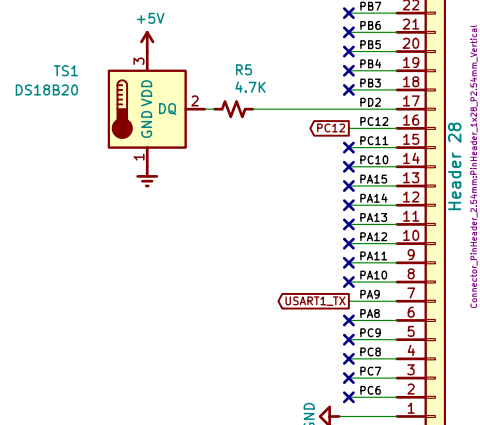 +5V
TS1
DS18B20
3
VDD
GND
DQ
2
1
R5
4.7K
PB7 22
PB6 21
PB5 20
PB4 19
PB3 18
PD2 17
PC12 PC12 16
PC11 15
PC10 14
PA15 13
PA14 12
PA13 11
PA12 10
PA11 9
PA10 8
USART1_TX PA9 7
PA8 6
PC9 5
PC8 4
PC7 3
PC6 2
GND 1
Header 28
Connector_PinHeader_2.54mm:PinHeader_1x28_P2.54mm_Vertical